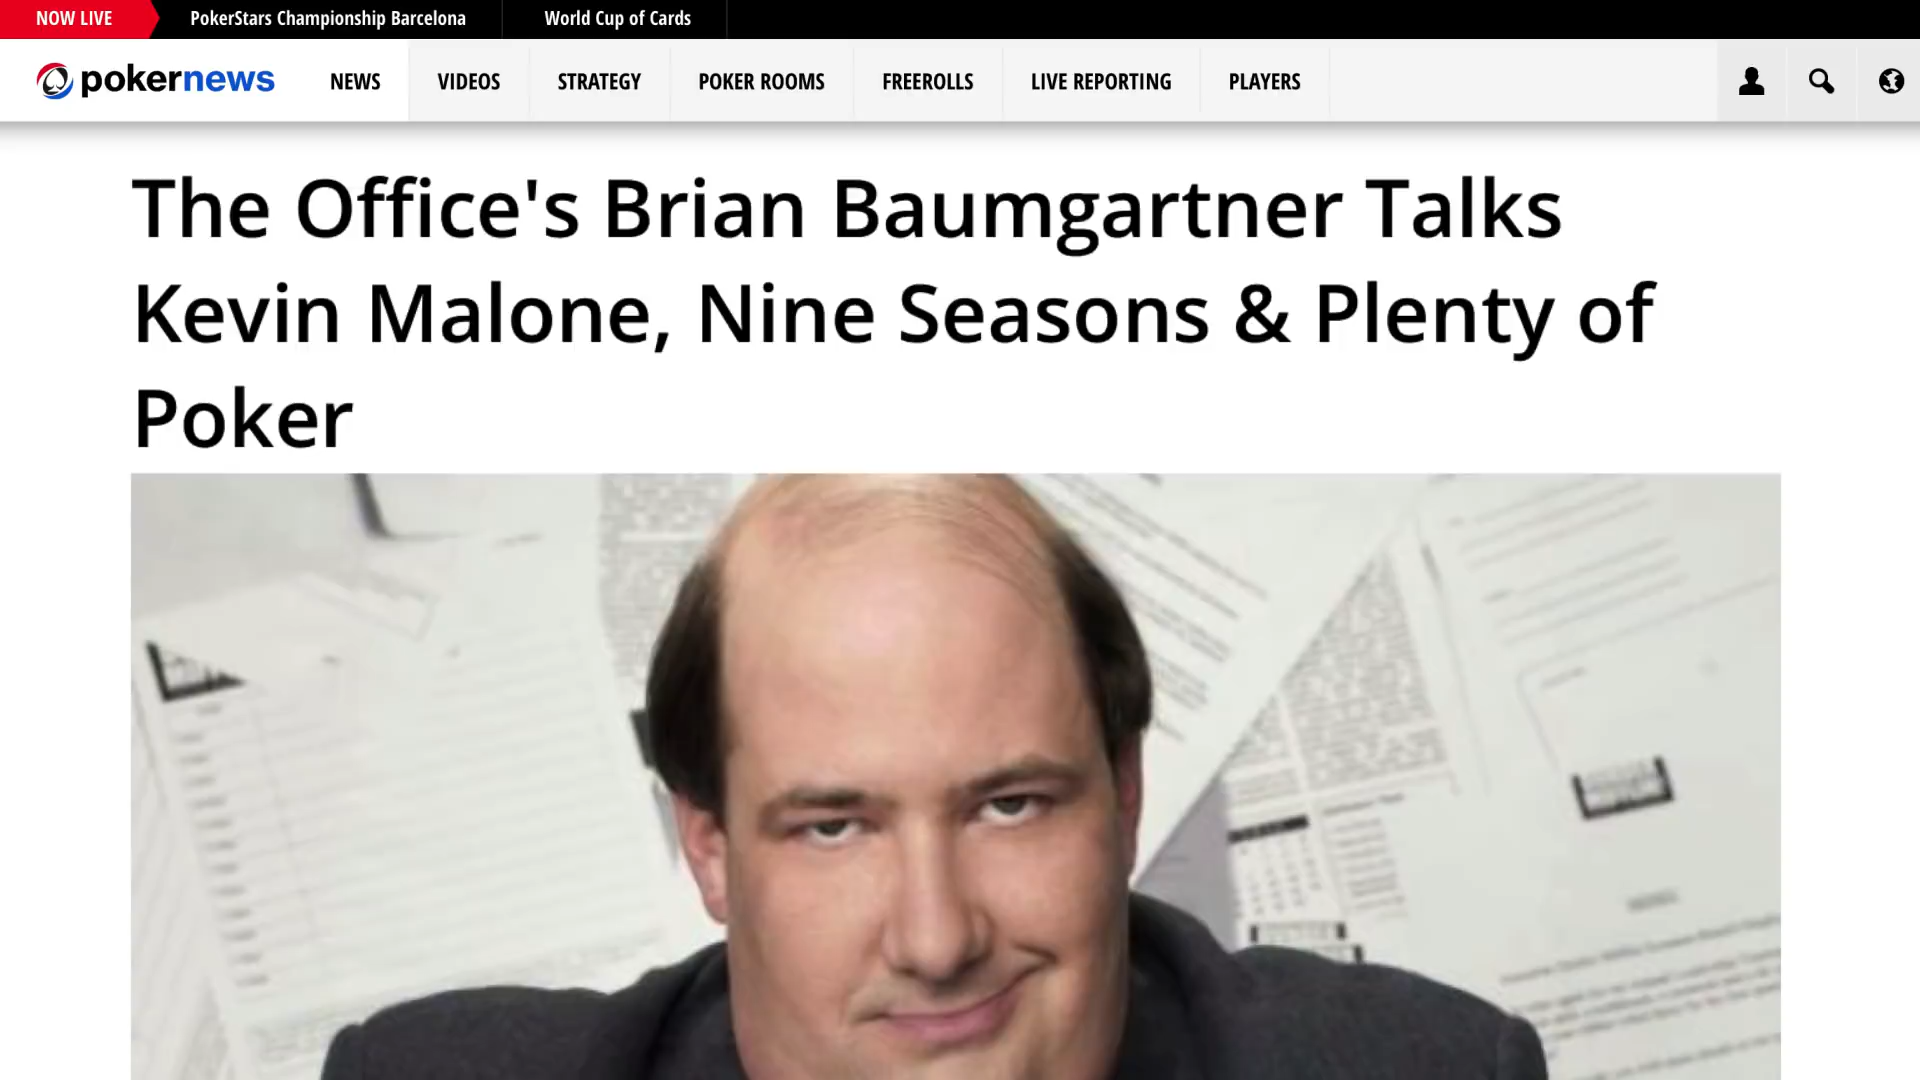 NOW LIVE
PokerStars Championship Barcelona
World Cup of Cards
pokernews
NEWS
VIDEOS
STRATEGY
POKER ROOMS
FREEROLLS
LIVE REPORTING
PLAYERS
The Office's Brian Baumgartner Talks
Kevin Malone, Nine Seasons & Plenty of
Poker